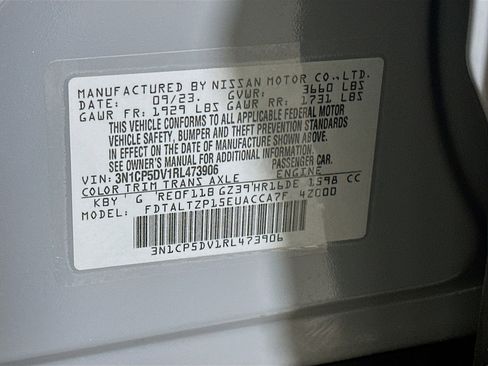 MANUFACTURED BY NISSAN MOTOR CO., LTD.
DATE: 09/23. GVWR: 3660 LBS
GAWR FR: 1929 LBS GAWR RR: 1731 LBS
THIS VEHICLE CONFORMS TO ALL APPLICABLE FEDERAL MOTOR
VEHICLE SAFETY, BUMPER, AND THEFT PREVENTION STANDARDS
IN EFFECT ON THE DATE OF MANUFACTURE SHOWN ABOVE.
SEE OWNER'S MANUAL FOR ADDITIONAL INFORMATION
VIN: 3N1CP5DV1RL473906 PASSENGER CAR.
COLOR TRIM TRANS AXLE ENGINE
KBY G RE0F11B GZ39 HR16DE 1598 CC
MODEL: FDTALTZP15EUACCA7F 42000
3N1CP5DV1RL473906